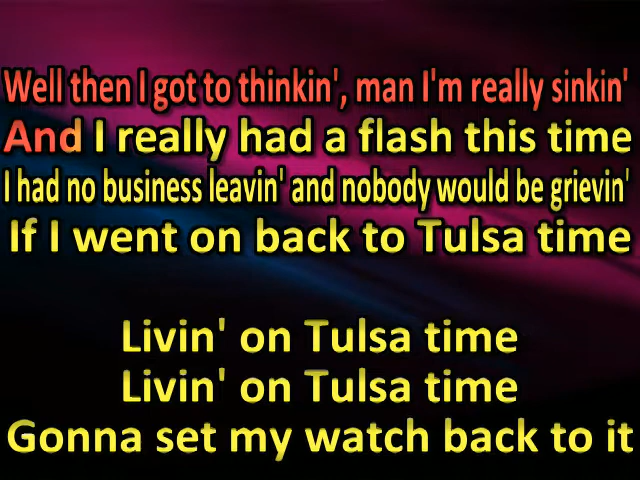 Well then I got to thinkin', man I'm really sinkin'
And I really had a flash this time
I had no business leavin' and nobody would be grievin'
If I went on back to Tulsa time
Livin' on Tulsa time
Livin' on Tulsa time
Gonna set my watch back to it